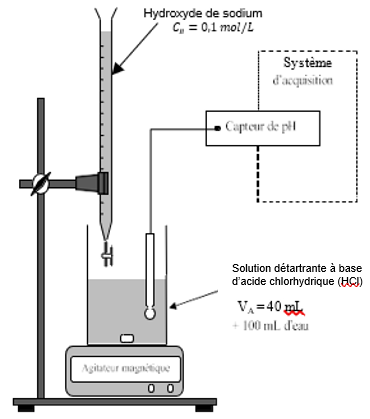 Hydroxyde de sodium
C_B = 0,1 mol/L
Système
d'acquisition
Capteur de pH
Solution détartrante à base
d'acide chlorhydrique (HCl)
V_A = 40 mL
+ 100 mL d'eau
Agitateur magnétique